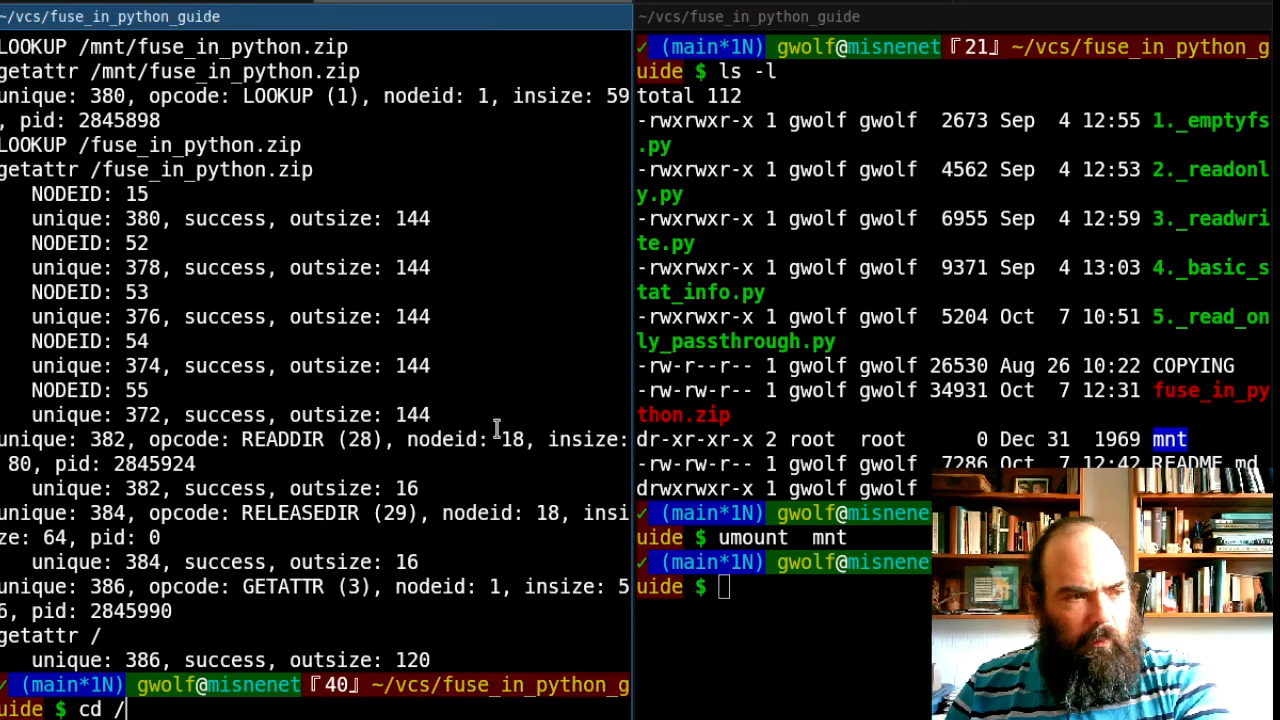 ~/vcs/fuse_in_python_guide
LOOKUP /mnt/fuse_in_python.zip
getattr /mnt/fuse_in_python.zip
unique: 380, opcode: LOOKUP (1), nodeid: 1, insize: 59
, pid: 2845898
LOOKUP /fuse_in_python.zip
getattr /fuse_in_python.zip
NODEID: 15
unique: 380, success, outsize: 144
NODEID: 52
unique: 378, success, outsize: 144
NODEID: 53
unique: 376, success, outsize: 144
NODEID: 54
unique: 374, success, outsize: 144
NODEID: 55
unique: 372, success, outsize: 144
unique: 382, opcode: READDIR (28), nodeid: 18, insize:
80, pid: 2845924
unique: 382, success, outsize: 16
unique: 384, opcode: RELEASEDIR (29), nodeid: 18, insi
ze: 64, pid: 0
unique: 384, success, outsize: 16
unique: 386, opcode: GETATTR (3), nodeid: 1, insize: 5
6, pid: 2845990
getattr /
unique: 386, success, outsize: 120
✓ (main*1N) gwolf@misnenet『40』~/vcs/fuse_in_python_g
uide $ cd /
~/vcs/fuse_in_python_guide
✓ (main*1N) gwolf@misnenet『21』~/vcs/fuse_in_python_g
uide $ ls -l
total 112
-rwxrwxr-x 1 gwolf gwolf 2673 Sep 4 12:55 1._emptyfs
.py
-rwxrwxr-x 1 gwolf gwolf 4562 Sep 4 12:53 2._readonl
y.py
-rwxrwxr-x 1 gwolf gwolf 6955 Sep 4 12:59 3._readwri
te.py
-rwxrwxr-x 1 gwolf gwolf 9371 Sep 4 13:03 4._basic_s
tat_info.py
-rwxrwxr-x 1 gwolf gwolf 5204 Oct 7 10:51 5._read_on
ly_passthrough.py
-rw-r--r-- 1 gwolf gwolf 26530 Aug 26 10:22 COPYING
-rw-rw-r-- 1 gwolf gwolf 34931 Oct 7 12:31 fuse_in_py
thon.zip
dr-xr-xr-x 2 root root 0 Dec 31 1969 mnt
-rw-rw-r-- 1 gwolf gwolf 7286 Oct 7 12:42 README.md
drwxrwxr-x 2 gwolf gwolf
✓ (main*1N) gwolf@misnene
uide $ umount mnt
✓ (main*1N) gwolf@misnene
uide $